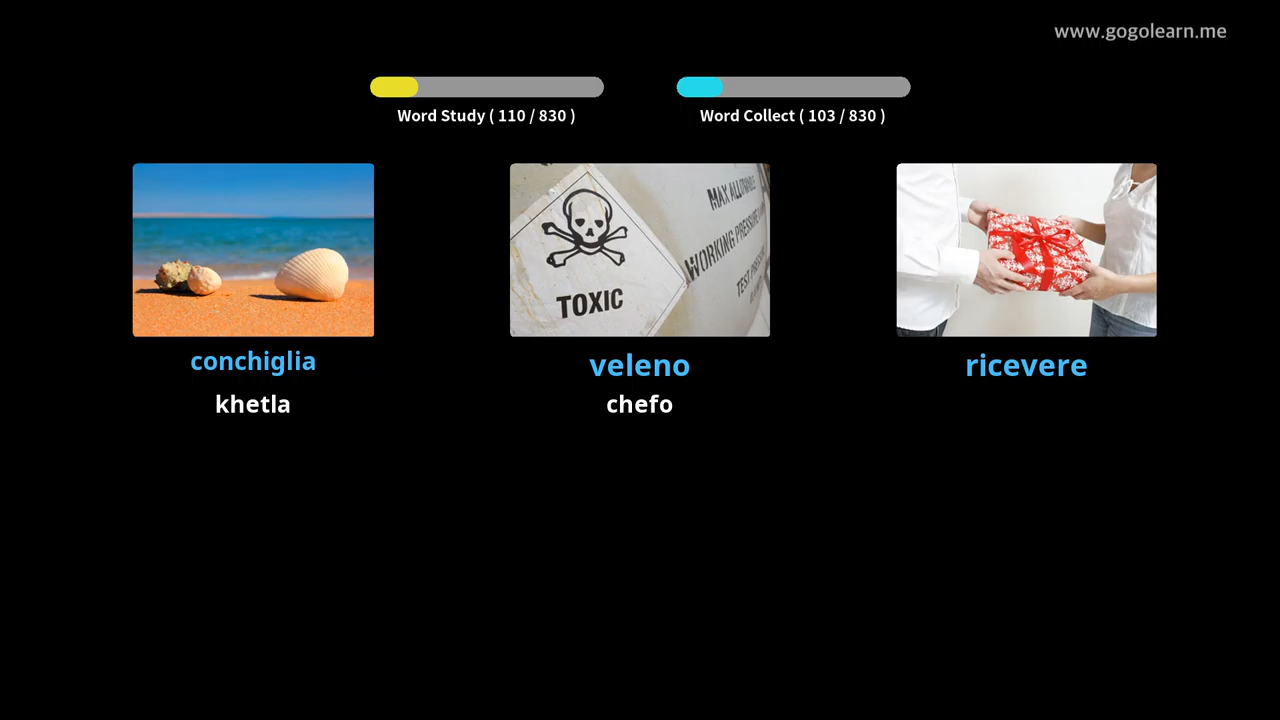 www.gogolearn.me
Word Study ( 110 / 830 )
Word Collect ( 103 / 830 )
TOXIC
MAX ALLOWABLE
WORKING PRESSURE
conchiglia
veleno
ricevere
khetla
chefo